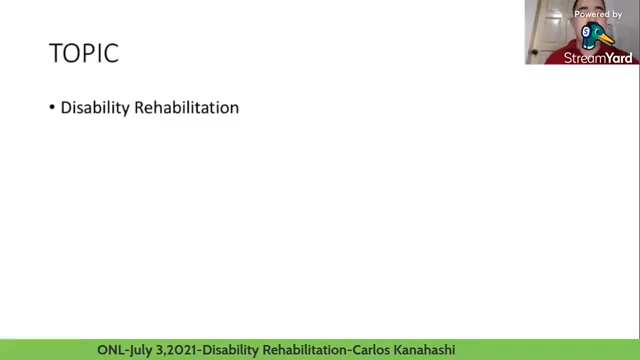 Powered by
StreamYard
TOPIC
• Disability Rehabilitation
ONL-July 3,2021-Disability Rehabilitation-Carlos Kanahashi